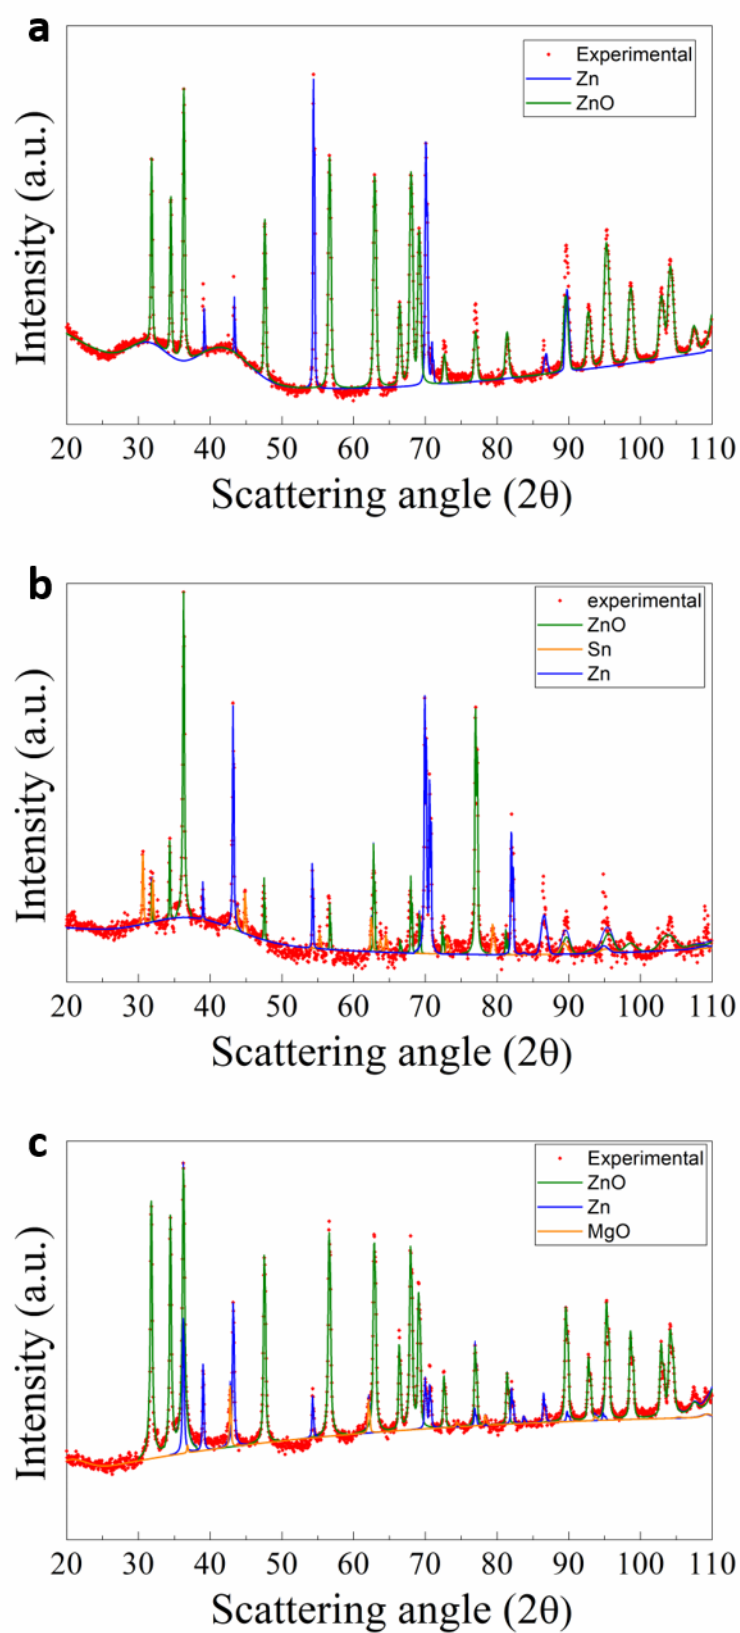 a
Experimental
Zn
ZnO
Intensity (a.u.)
20 30 40 50 60 70 80 90 100 110
Scattering angle (2θ)
b
experimental
ZnO
Sn
Zn
Intensity (a.u.)
20 30 40 50 60 70 80 90 100 110
Scattering angle (2θ)
c
Experimental
ZnO
Zn
MgO
Intensity (a.u.)
20 30 40 50 60 70 80 90 100 110
Scattering angle (2θ)